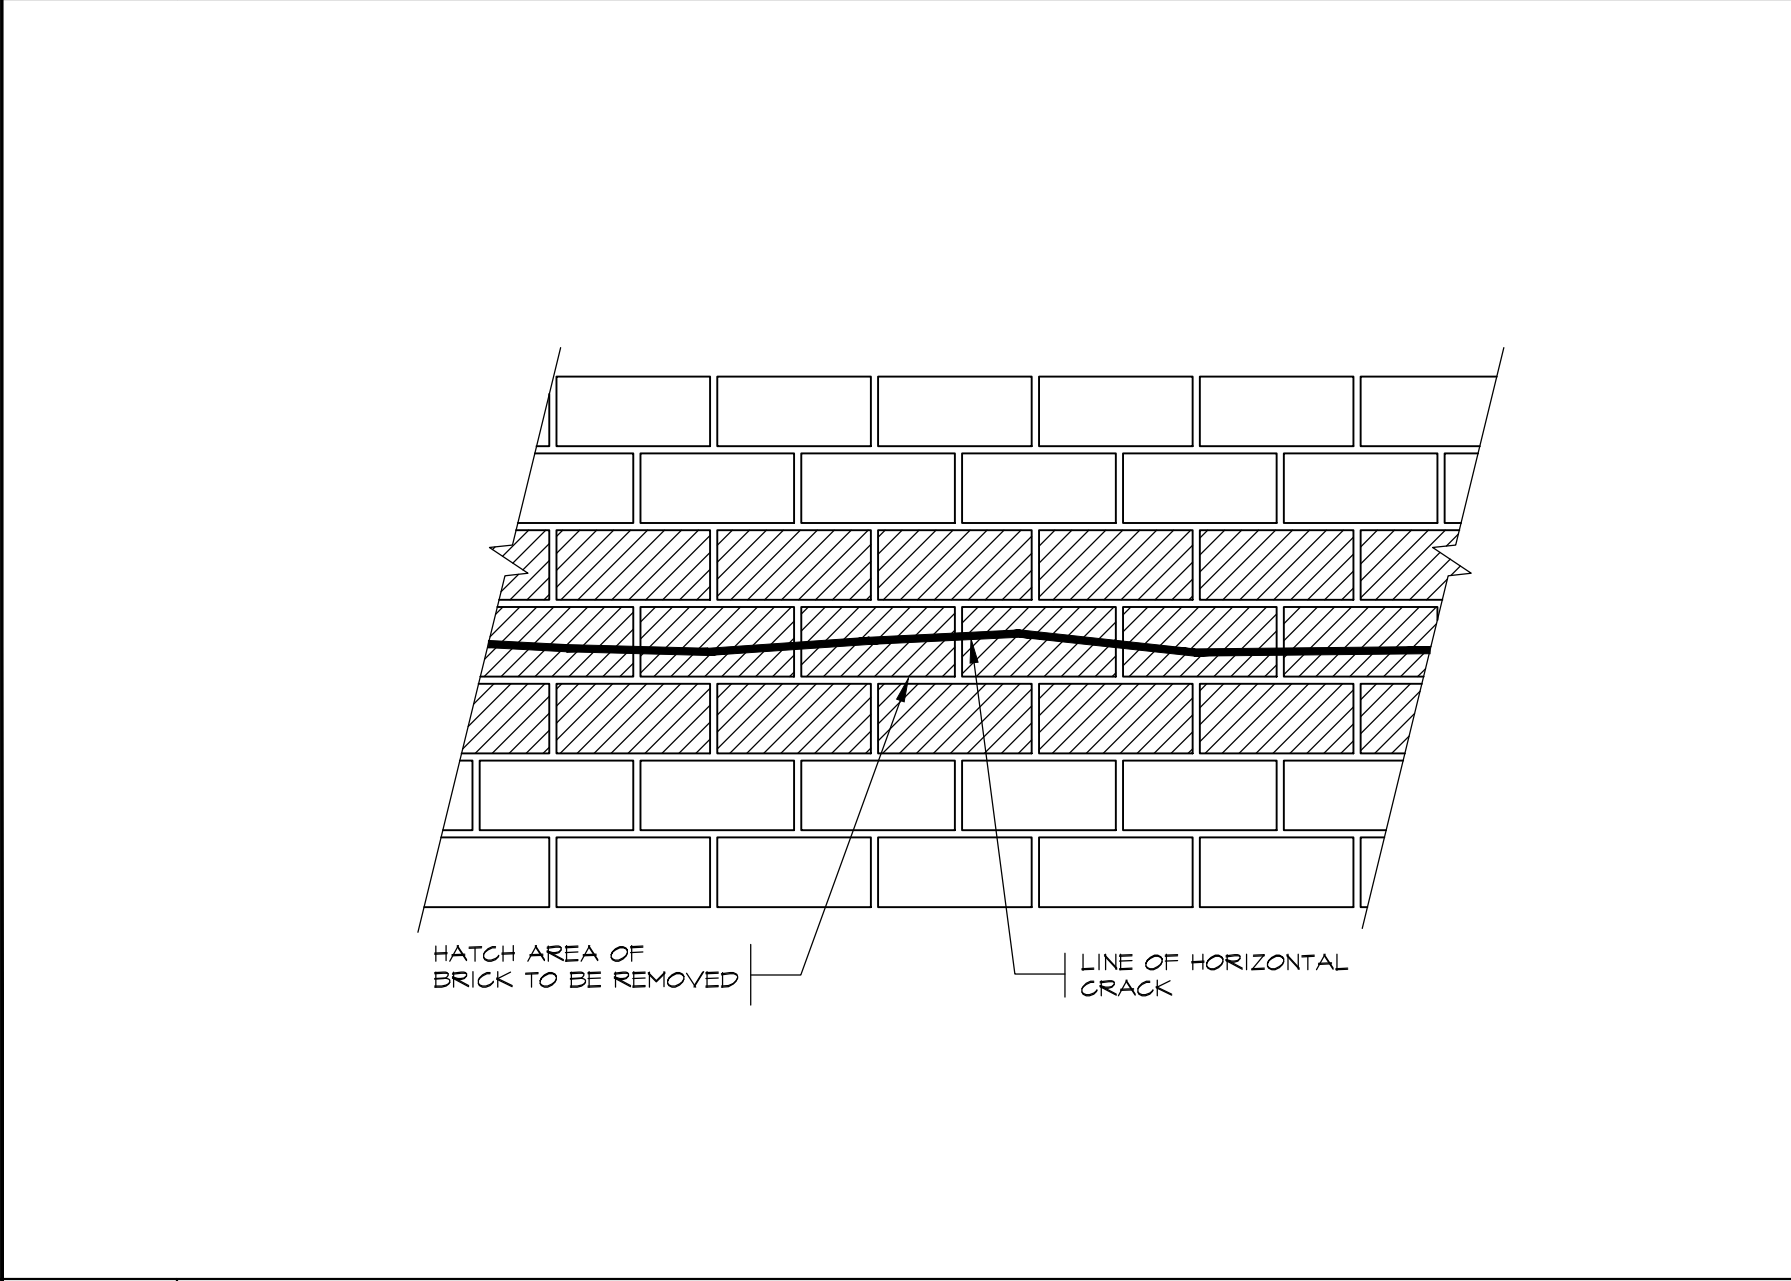 HATCH AREA OF
BRICK TO BE REMOVED
LINE OF HORIZONTAL
CRACK